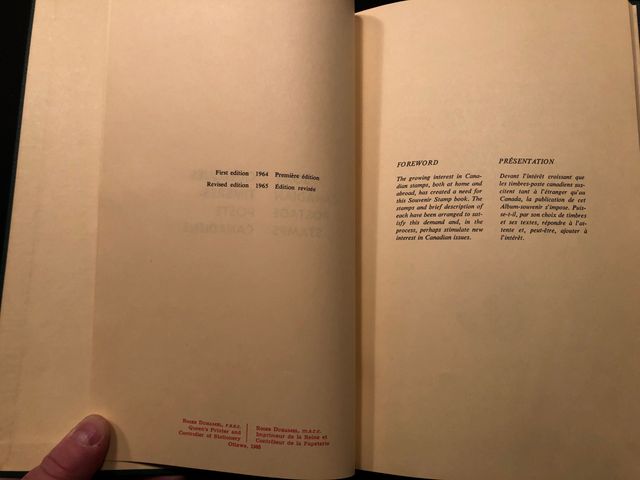 First edition 1964 Première édition
Revised edition 1965 Édition revisée
ROGER DUHAMEL, F.R.S.C.
Queen's Printer and
Controller of Stationery
Ottawa, 1965
ROGER DUHAMEL, m.s.r.c.
Imprimeur de la Reine et
Contrôleur de la Papeterie
FOREWORD
The growing interest in Cana-
dian stamps, both at home and
abroad, has created a need for
this Souvenir Stamp book. The
stamps and brief description of
each have been arranged to sat-
isfy this demand and, in the
process, perhaps stimulate new
interest in Canadian issues.
PRÉSENTATION
Devant l'intérêt croissant que
les timbres-poste canadiens sus-
citent tant à l'étranger qu'au
Canada, la publication de cet
Album-souvenir s'impose. Puis-
se-t-il, par son choix de timbres
et ses textes, répondre à l'at-
tente et, peut-être, ajouter à
l'intérêt.